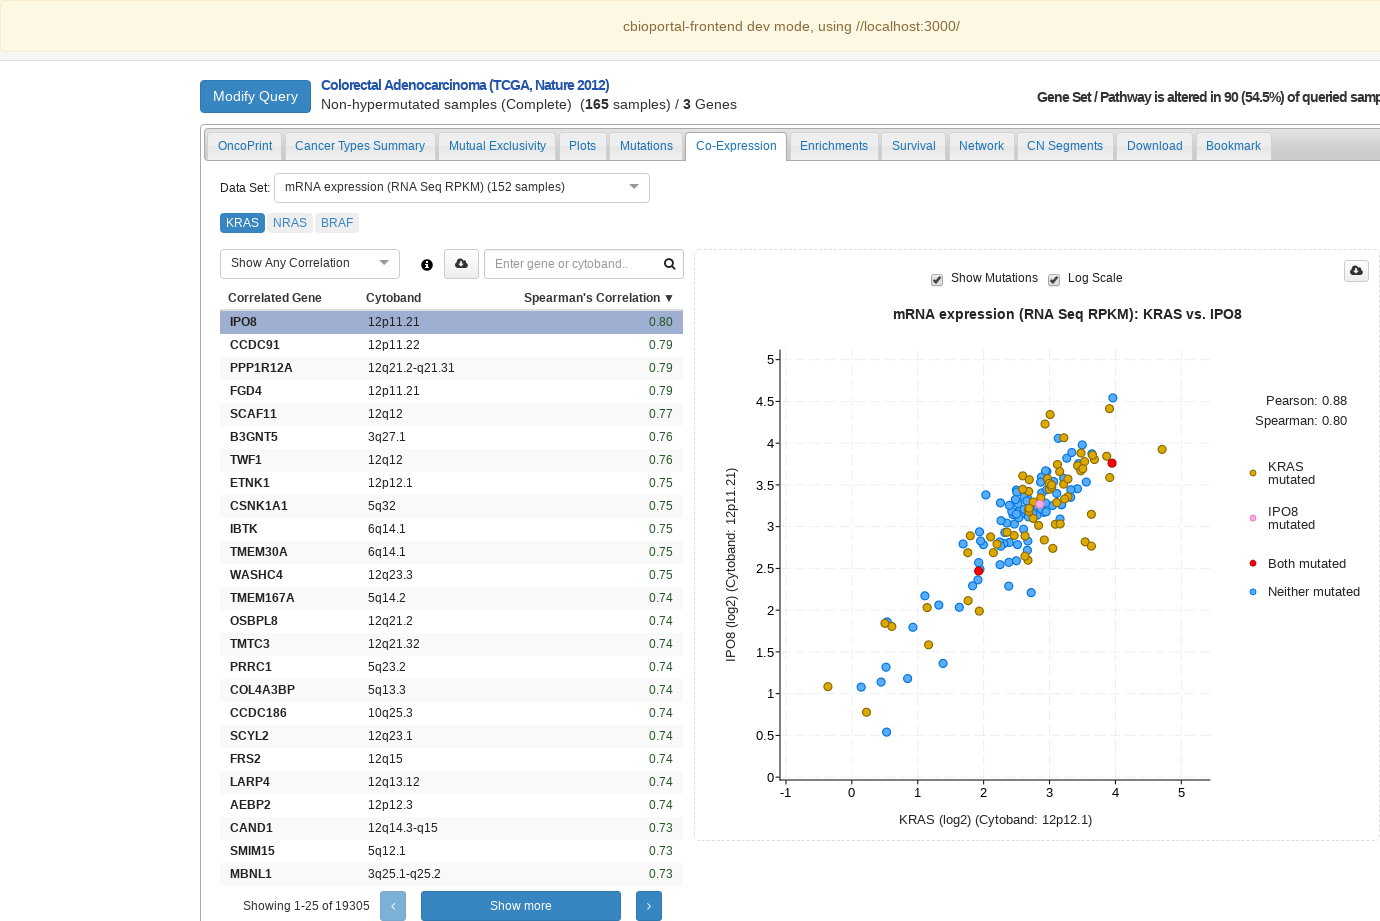 cbioportal-frontend dev mode, using //localhost:3000/
Modify Query
Colorectal Adenocarcinoma (TCGA, Nature 2012)
Non-hypermutated samples (Complete) (165 samples) / 3 Genes
Gene Set / Pathway is altered in 90 (54.5%) of queried samp
OncoPrint Cancer Types Summary Mutual Exclusivity Plots Mutations Co-Expression Enrichments Survival Network CN Segments Download Bookmark
Data Set: mRNA expression (RNA Seq RPKM) (152 samples)
KRAS NRAS BRAF
Show Any Correlation
Enter gene or cytoband..
Correlated Gene Cytoband Spearman's Correlation ▼
IPO8 12p11.21 0.80
CCDC91 12p11.22 0.79
PPP1R12A 12q21.2-q21.31 0.79
FGD4 12p11.21 0.79
SCAF11 12q12 0.77
B3GNT5 3q27.1 0.76
TWF1 12q12 0.76
ETNK1 12p12.1 0.75
CSNK1A1 5q32 0.75
IBTK 6q14.1 0.75
TMEM30A 6q14.1 0.75
WASHC4 12q23.3 0.75
TMEM167A 5q14.2 0.74
OSBPL8 12q21.2 0.74
TMTC3 12q21.32 0.74
PRRC1 5q23.2 0.74
COL4A3BP 5q13.3 0.74
CCDC186 10q25.3 0.74
SCYL2 12q23.1 0.74
FRS2 12q15 0.74
LARP4 12q13.12 0.74
AEBP2 12p12.3 0.74
CAND1 12q14.3-q15 0.73
SMIM15 5q12.1 0.73
MBNL1 3q25.1-q25.2 0.73
Showing 1-25 of 19305 ‹ Show more ›
Show Mutations Log Scale
mRNA expression (RNA Seq RPKM): KRAS vs. IPO8
5
4.5
4
3.5
3
2.5
2
1.5
1
0.5
0
IPO8 (log2) (Cytoband: 12p11.21)
-1 0 1 2 3 4 5
KRAS (log2) (Cytoband: 12p12.1)
Pearson: 0.88
Spearman: 0.80
KRAS
mutated
IPO8
mutated
Both mutated
Neither mutated